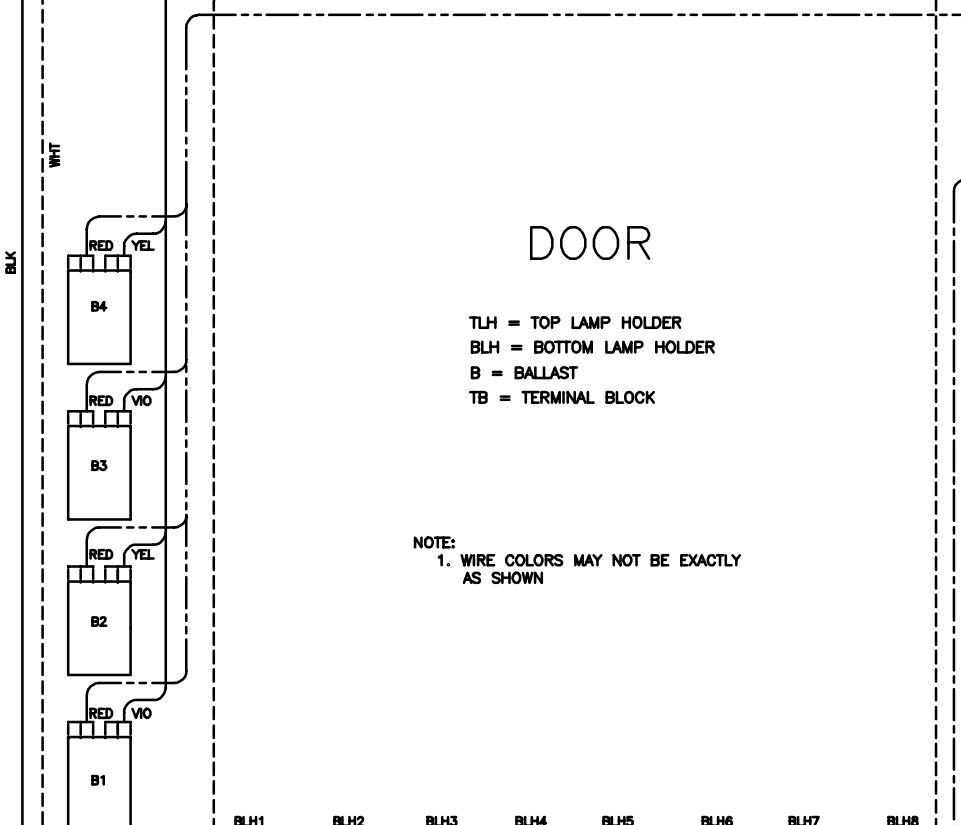 WHT
BLK
RED YEL
B4
RED VIO
B3
RED YEL
B2
RED VIO
B1
DOOR
TLH = TOP LAMP HOLDER
BLH = BOTTOM LAMP HOLDER
B = BALLAST
TB = TERMINAL BLOCK
NOTE:
1. WIRE COLORS MAY NOT BE EXACTLY
AS SHOWN
BLH1 BLH2 BLH3 BLH4 BLH5 BLH6 BLH7 BLH8